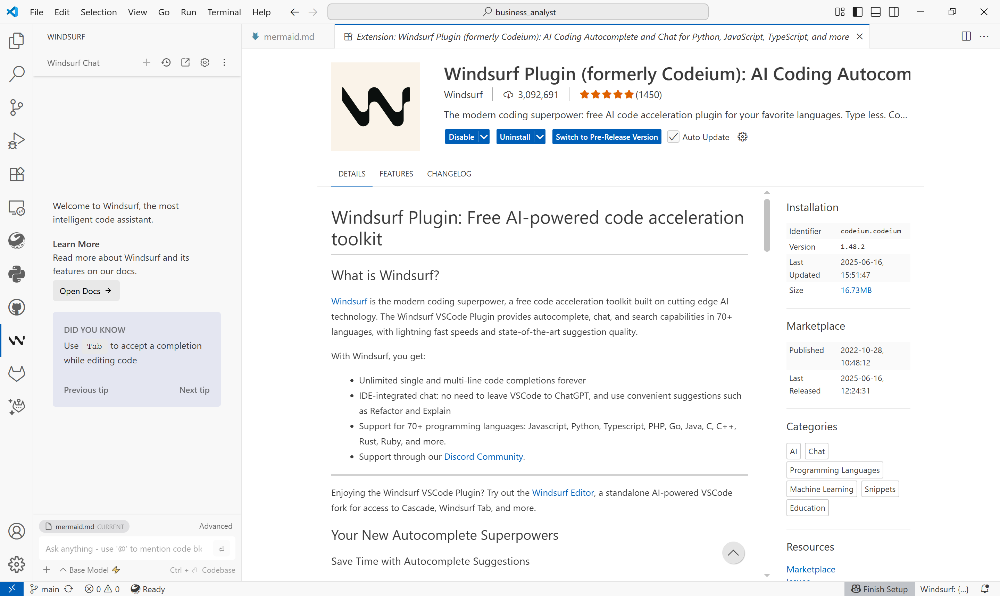 File Edit Selection View Go Run Terminal Help business_analyst
WINDSURF
mermaid.md
Extension: Windsurf Plugin (formerly Codeium): AI Coding Autocomplete and Chat for Python, JavaScript, TypeScript, and more
Windsurf Chat
Welcome to Windsurf, the most
intelligent code assistant.
Learn More
Read more about Windsurf and its
features on our docs.
Open Docs
DID YOU KNOW
Use Tab to accept a completion
while editing code
Previous tip Next tip
mermaid.md CURRENT Advanced
Ask anything - use '@' to mention code blc
Base Model Ctrl + ⏎ Codebase
Windsurf Plugin (formerly Codeium): AI Coding Autocom
Windsurf 3,092,691 (1450)
The modern coding superpower: free AI code acceleration plugin for your favorite languages. Type less. Co...
Disable Uninstall Switch to Pre-Release Version Auto Update
DETAILS FEATURES CHANGELOG
Windsurf Plugin: Free AI-powered code acceleration
toolkit
What is Windsurf?
Windsurf is the modern coding superpower, a free code acceleration toolkit built on cutting edge AI
technology. The Windsurf VSCode Plugin provides autocomplete, chat, and search capabilities in 70+
languages, with lightning fast speeds and state-of-the-art suggestion quality.
With Windsurf, you get:
• Unlimited single and multi-line code completions forever
• IDE-integrated chat: no need to leave VSCode to ChatGPT, and use convenient suggestions such
as Refactor and Explain
• Support for 70+ programming languages: Javascript, Python, Typescript, PHP, Go, Java, C, C++,
Rust, Ruby, and more.
• Support through our Discord Community.
Enjoying the Windsurf VSCode Plugin? Try out the Windsurf Editor, a standalone AI-powered VSCode
fork for access to Cascade, Windsurf Tab, and more.
Your New Autocomplete Superpowers
Save Time with Autocomplete Suggestions
Installation
Identifier codeium.codeium
Version 1.48.2
Last 2025-06-16,
Updated 15:51:47
Size 16.73MB
Marketplace
Published 2022-10-28,
10:48:12
Last 2025-06-16,
Released 12:24:31
Categories
AI Chat
Programming Languages
Machine Learning Snippets
Education
Resources
Marketplace
main 0 0 Ready Finish Setup Windsurf: {...}